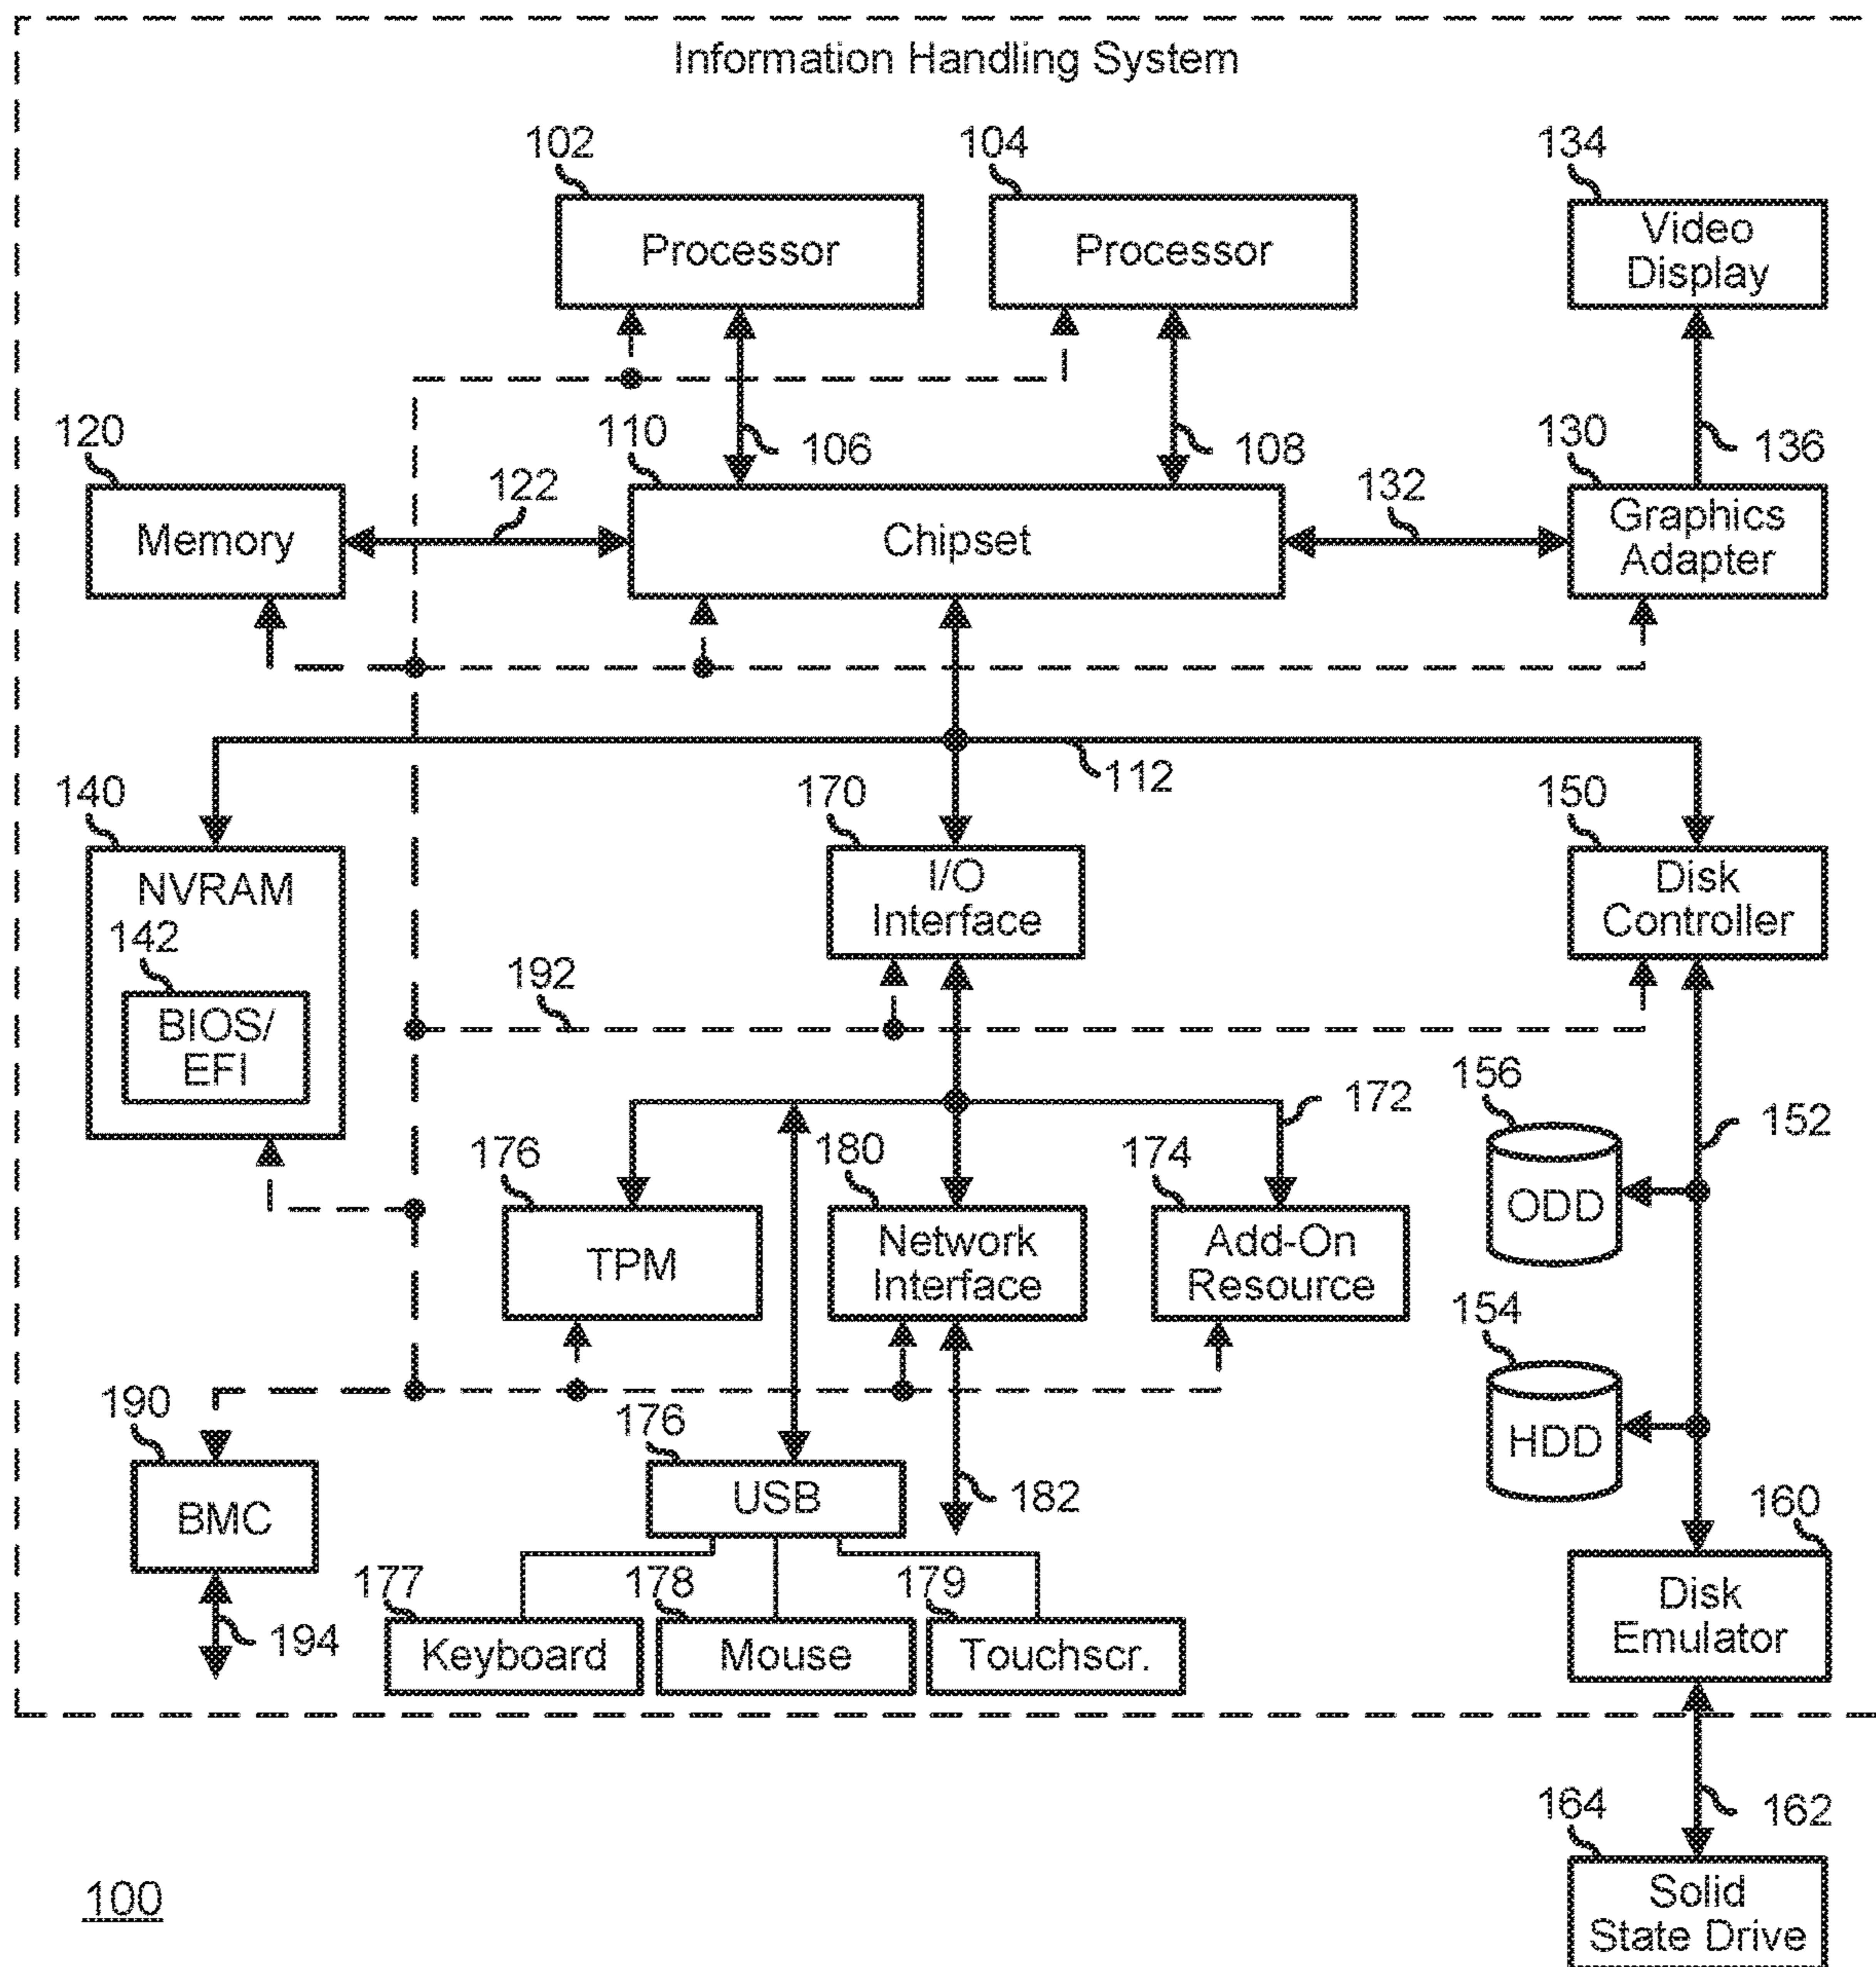 Information Handling System
102
104
134
Processor
Processor
Video
Display
120
110
106
108
130
136
122
132
Memory
Chipset
Graphics
Adapter
112
140
170
150
NVRAM
I/O
Interface
Disk
Controller
142
BIOS/
EFI
192
156
172
152
176
180
174
ODD
TPM
Network
Interface
Add-On
Resource
154
190
176
HDD
BMC
USB
182
160
177
178
179
194
Keyboard
Mouse
Touchscr.
Disk
Emulator
164
162
100
Solid
State Drive